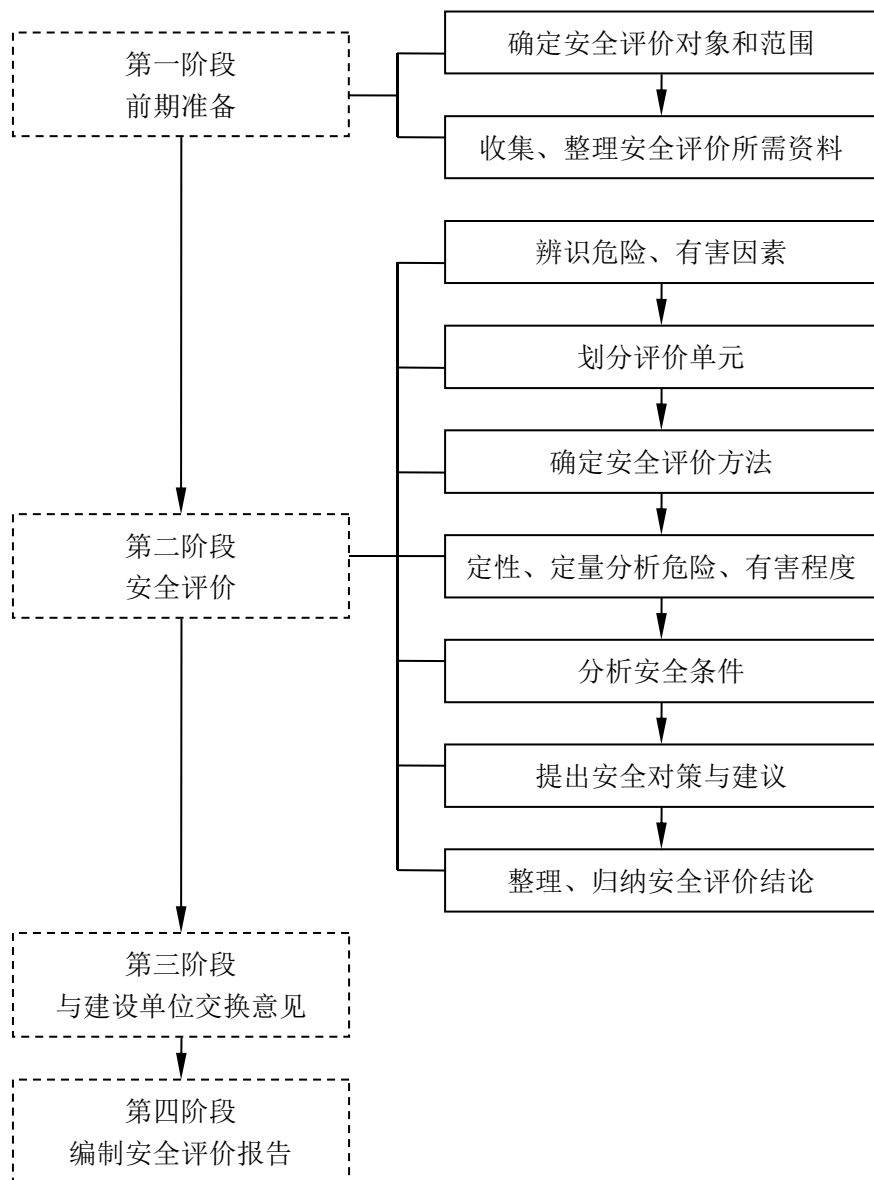 第一阶段
前期准备
确定安全评价对象和范围
收集、整理安全评价所需资料
第二阶段
安全评价
辨识危险、有害因素
划分评价单元
确定安全评价方法
定性、定量分析危险、有害程度
分析安全条件
提出安全对策与建议
整理、归纳安全评价结论
第三阶段
与建设单位交换意见
第四阶段
编制安全评价报告